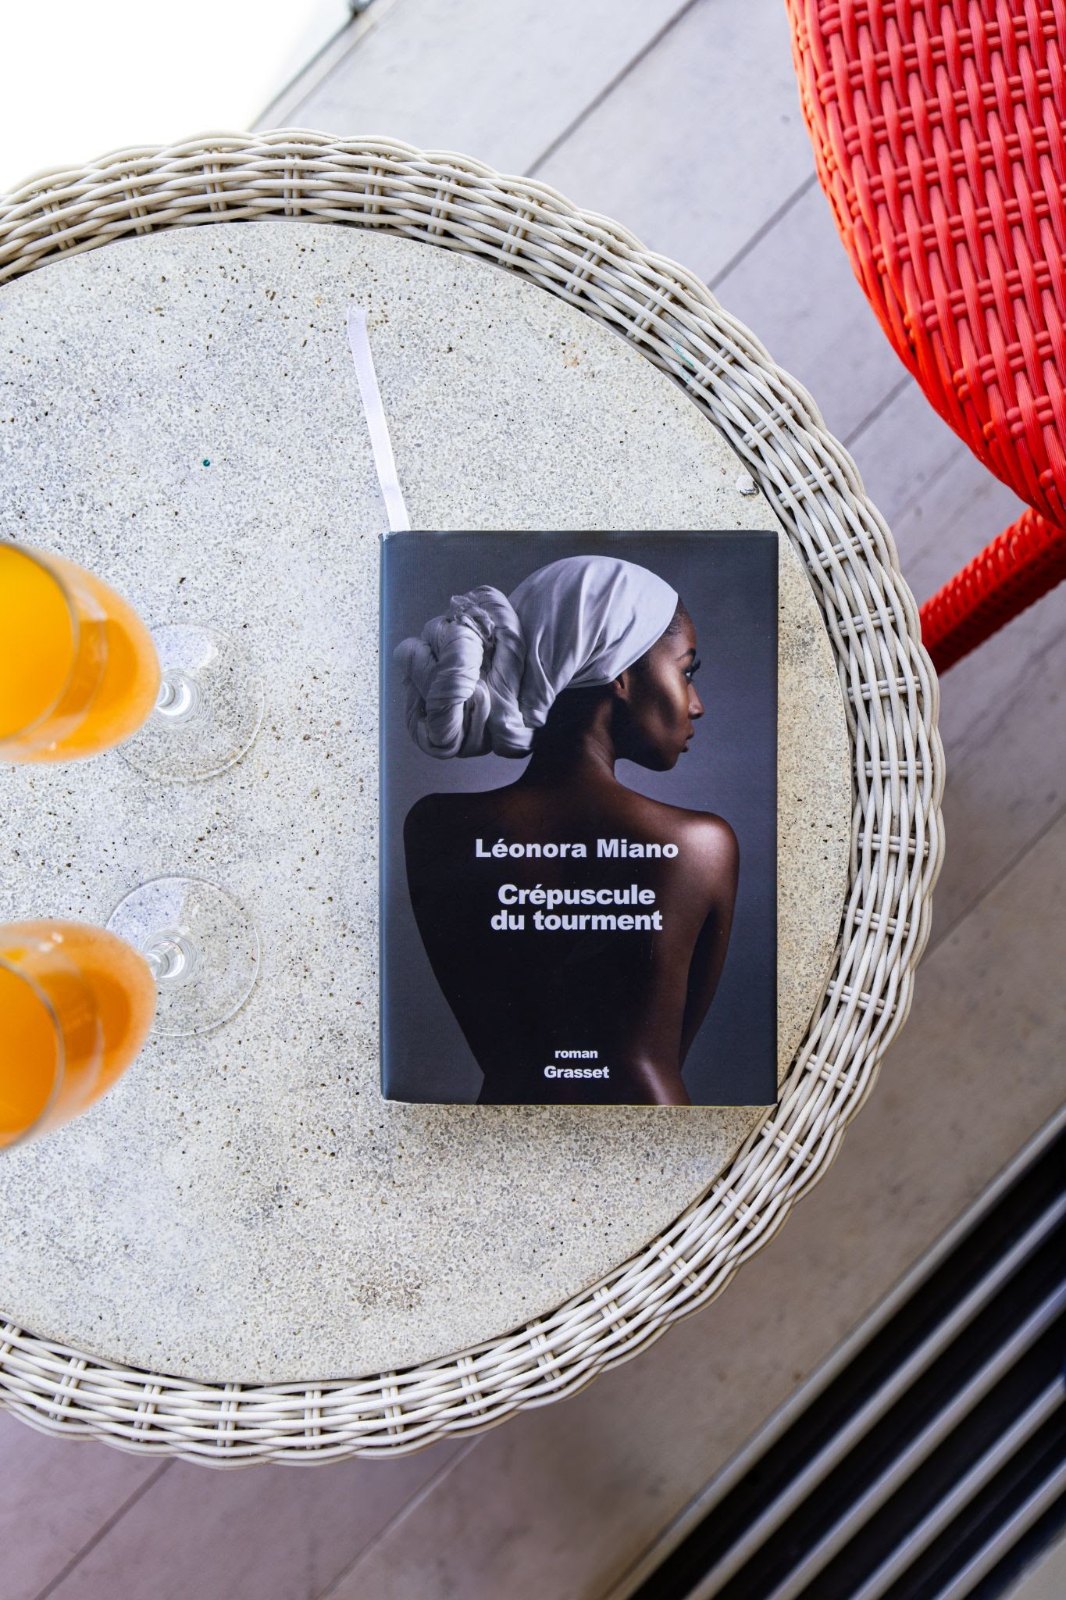 Léonora Miano
Crépuscule
du tourment
roman
Grasset